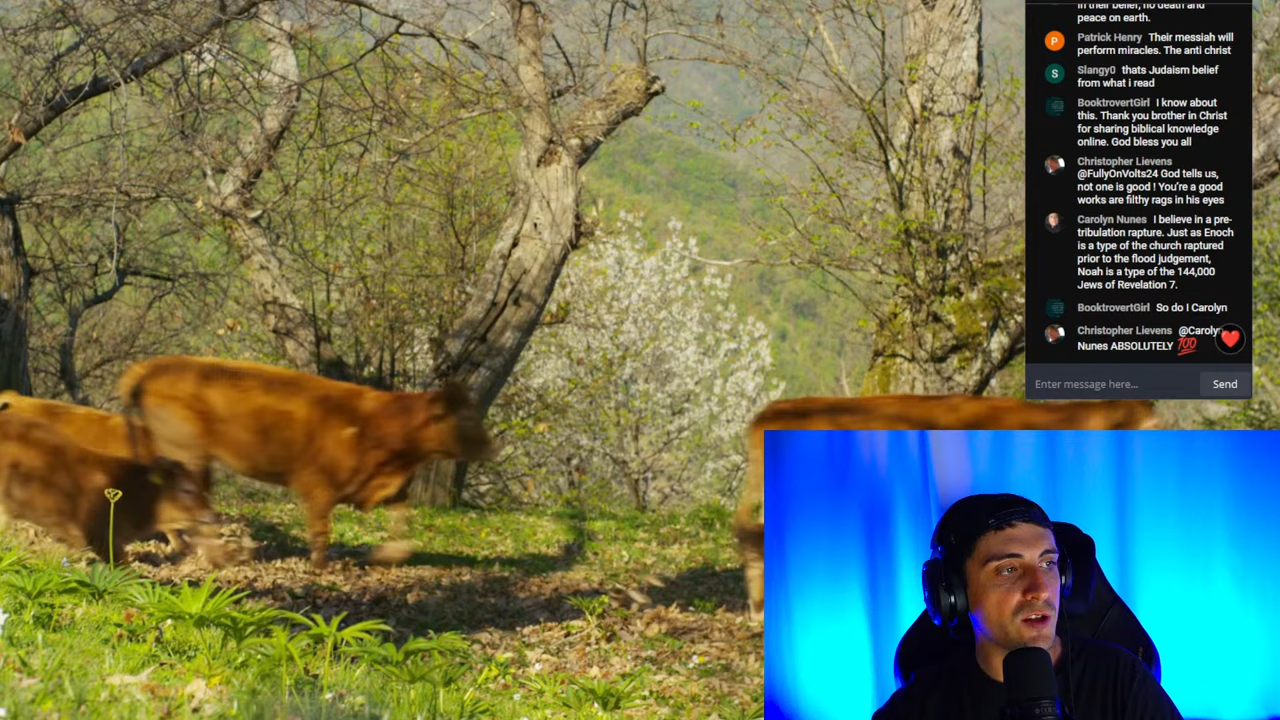 in their belief, no death and
peace on earth.
P Patrick Henry Their messiah will
perform miracles. The anti christ
S Slangy0 thats Judaism belief
from what i read
BooktrovertGirl I know about
this. Thank you brother in Christ
for sharing biblical knowledge
online. God bless you all
Christopher Lievens
@FullyOnVolts24 God tells us,
not one is good ! You're a good
works are filthy rags in his eyes
Carolyn Nunes I believe in a pre-
tribulation rapture. Just as Enoch
is a type of the church raptured
prior to the flood judgement,
Noah is a type of the 144,000
Jews of Revelation 7.
BooktrovertGirl So do I Carolyn
Christopher Lievens @Carolyn
Nunes ABSOLUTELY 💯
Enter message here... Send